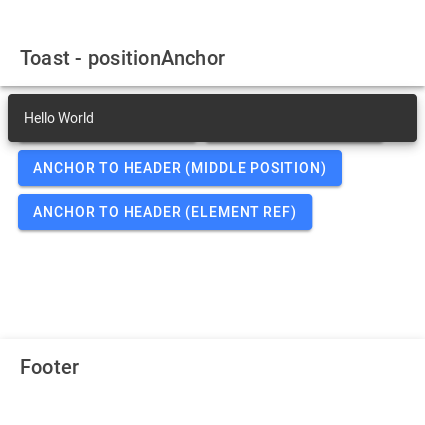 Toast - positionAnchor
Hello World
ANCHOR TO HEADER (MIDDLE POSITION)
ANCHOR TO HEADER (ELEMENT REF)
Footer